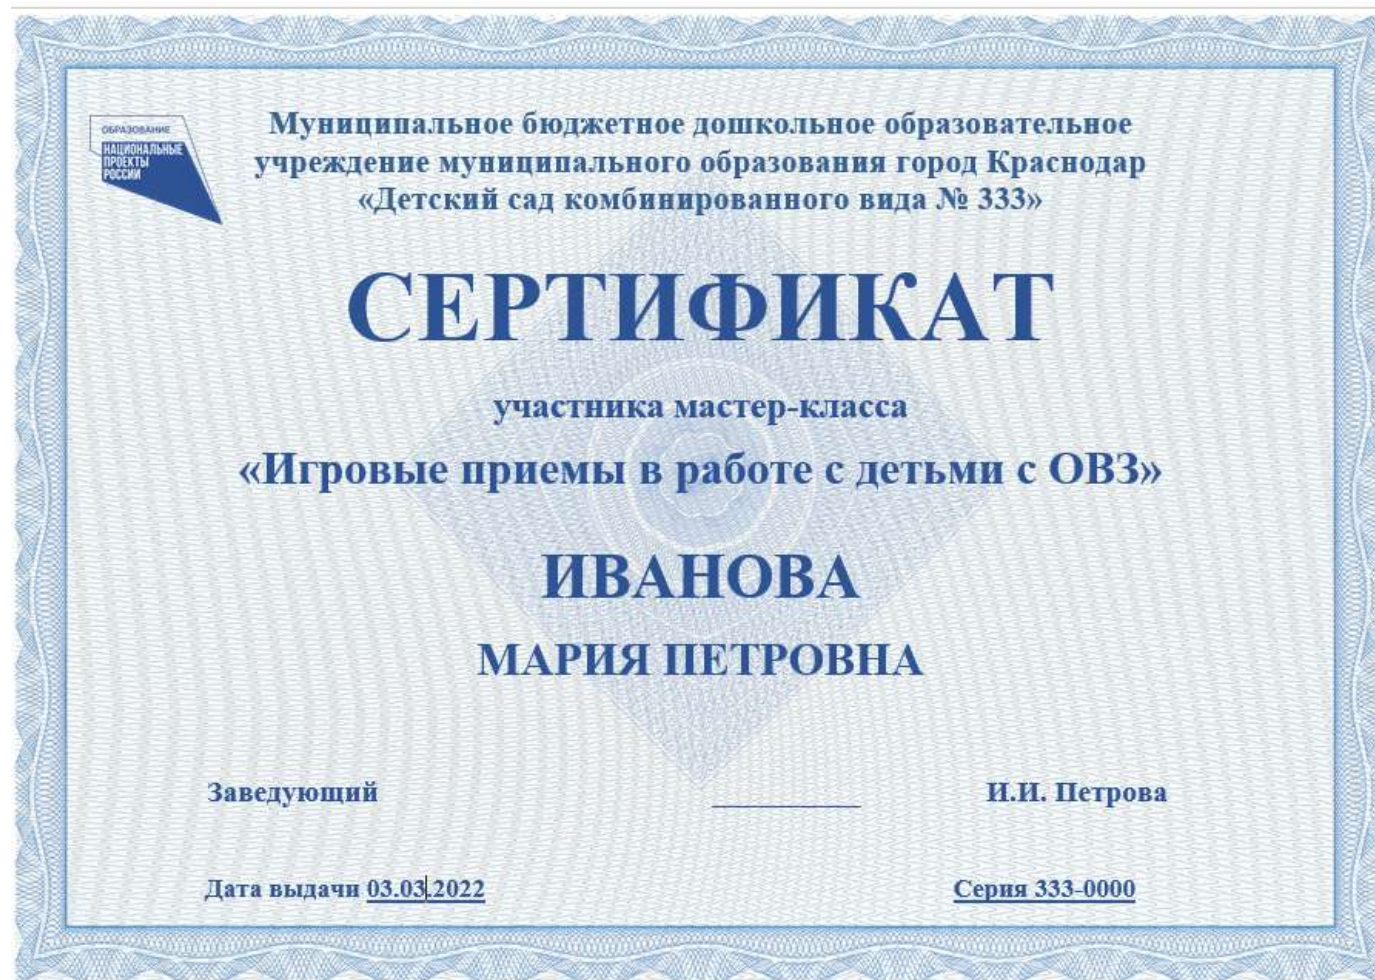 ОБРАЗОВАНИЕ
НАЦИОНАЛЬНЫЕ
ПРОЕКТЫ
РОССИИ
Муниципальное бюджетное дошкольное образовательное
учреждение муниципального образования город Краснодар
«Детский сад комбинированного вида № 333»
СЕРТИФИКАТ
участника мастер-класса
«Игровые приемы в работе с детьми с ОВЗ»
ИВАНОВА
МАРИЯ ПЕТРОВНА
Заведующий ___________ И.И. Петрова
Дата выдачи 03.03.2022 Серия 333-0000